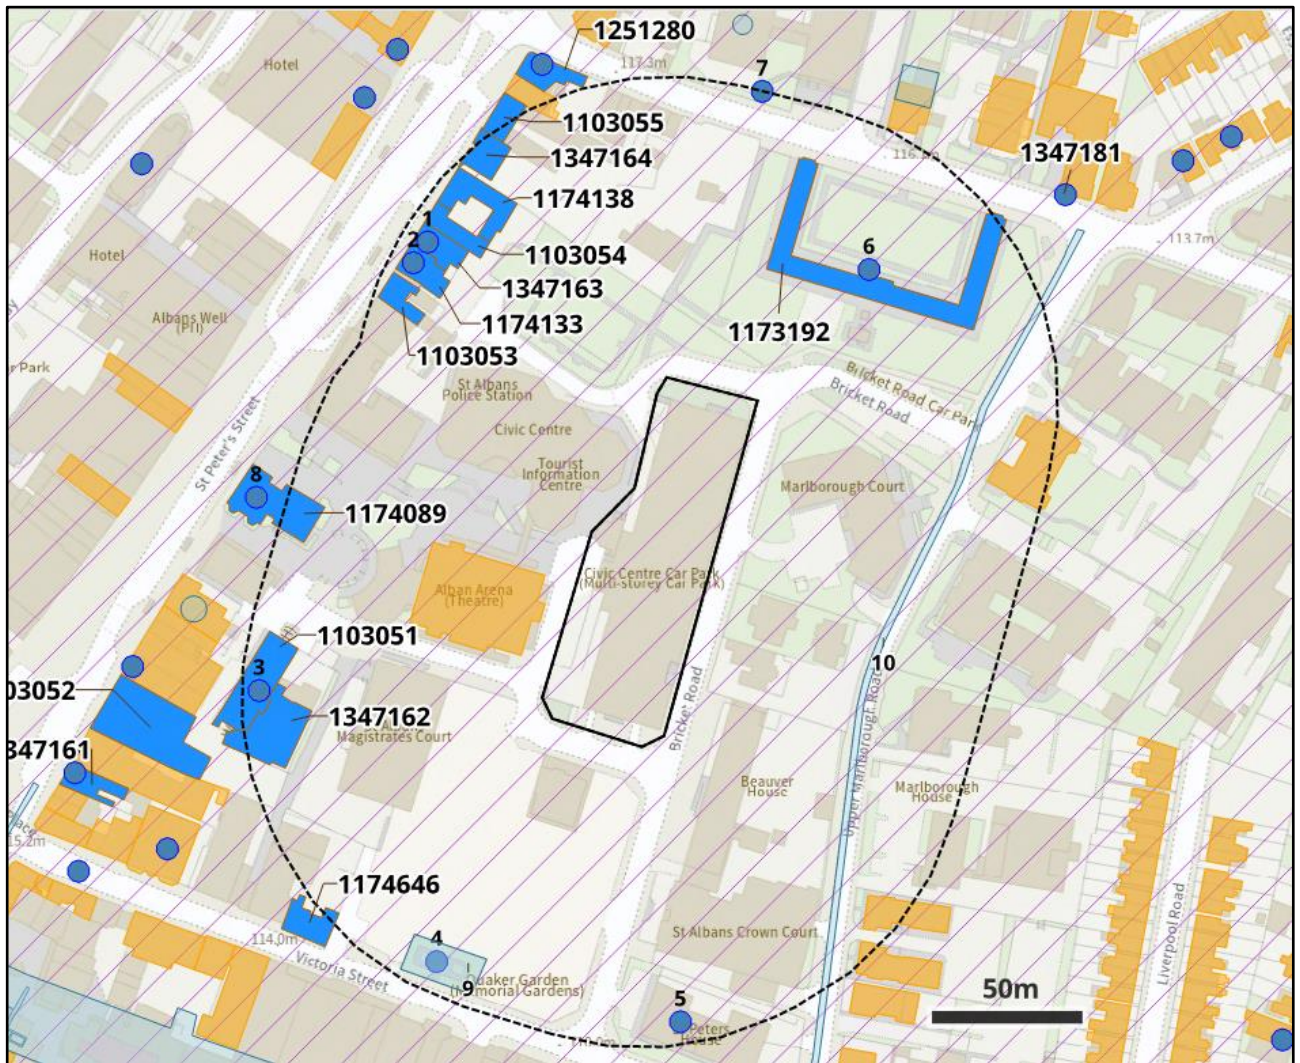 1251280
Hotel
117.3m
7
1103055
1347164
1347181
1174138
1
2
1103054
6
113.7m
Hotel
1347163
Albans Well
(PH)
1174133
1173192
1103053
r Park
St Albans
Police Station
Bricket Road Car Park
Bricket Road
St Peter's Street
Civic Centre
Tourist
Information
Centre
8
Marlborough Court
1174089
Civic Centre Car Park
(Multi-storey Car Park)
Alban Arena
(Theatre)
1103051
3
10
03052
1347162
Magistrates Court
Bricket Road
Upper Marlborough Road
347161
Beauver
House
Marlborough
House
15.2m
1174646
Liverpool Road
114.0m
Victoria Street
4
St Albans Crown Court
Quaker Garden
(Memorial Gardens)
9
50m
5
Peters
House